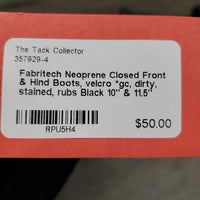 The Tack Collector
357929-4
Fabritech Neoprene Closed Front
& Hind Boots, velcro *gc, dirty,
stained, rubs Black 10" & 11.5"
$50.00
RPU5H4